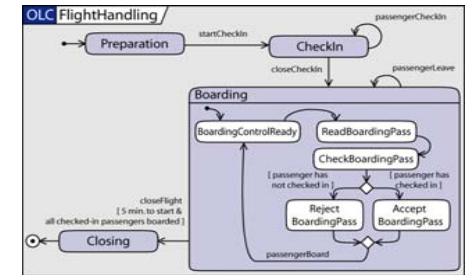 OLC FlightHandling
passengerCheckIn
startCheckIn
Preparation
CheckIn
closeCheckIn
passengerLeave
Boarding
BoardingControlReady
ReadBoardingPass
CheckBoardingPass
[ passenger has
not checked in ]
[ passenger has
checked in ]
Reject
BoardingPass
Accept
BoardingPass
passengerBoard
closeFlight
[ 5 min. to start &
all checked-in passengers boarded ]
Closing